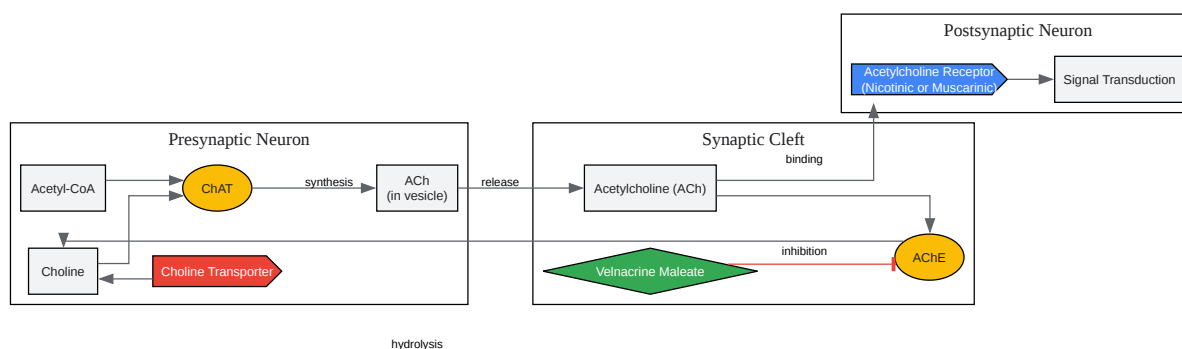 Postsynaptic Neuron
Acetylcholine Receptor
(Nicotinic or Muscarinic)
Signal Transduction
Presynaptic Neuron
Synaptic Cleft
Acetyl-CoA
ChAT
synthesis
ACh
(in vesicle)
release
Acetylcholine (ACh)
binding
Choline
Choline Transporter
Velnacrine Maleate
inhibition
AChE
hydrolysis